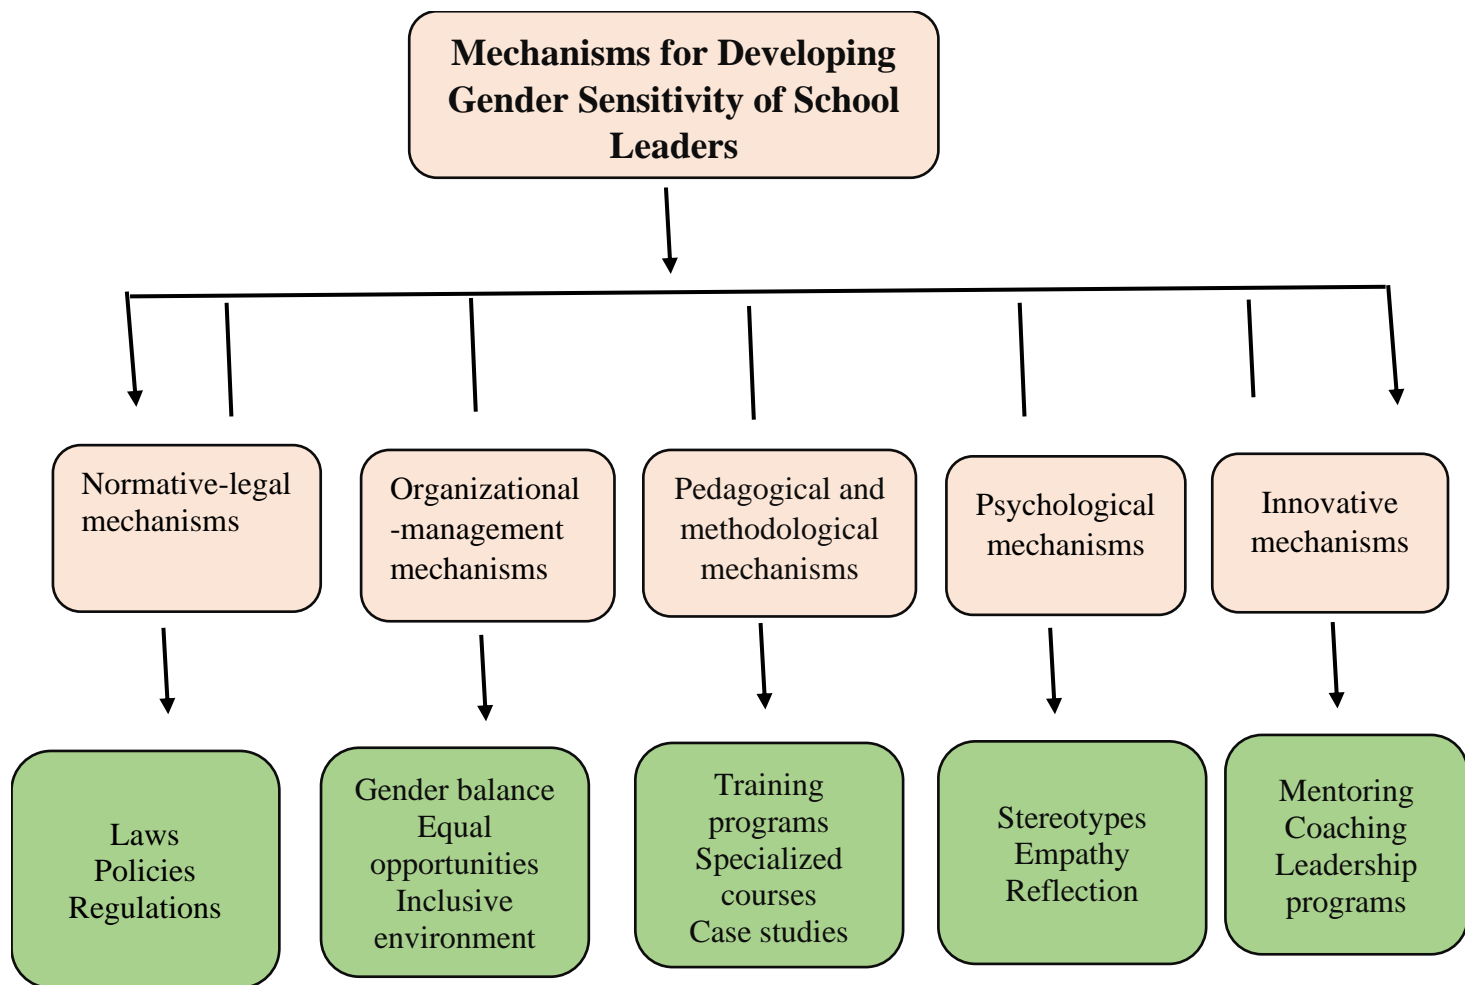 Mechanisms for Developing
Gender Sensitivity of School
Leaders
Normative-legal
mechanisms
Organizational
-management
mechanisms
Pedagogical and
methodological
mechanisms
Psychological
mechanisms
Innovative
mechanisms
Laws
Policies
Regulations
Gender balance
Equal
opportunities
Inclusive
environment
Training
programs
Specialized
courses
Case studies
Stereotypes
Empathy
Reflection
Mentoring
Coaching
Leadership
programs